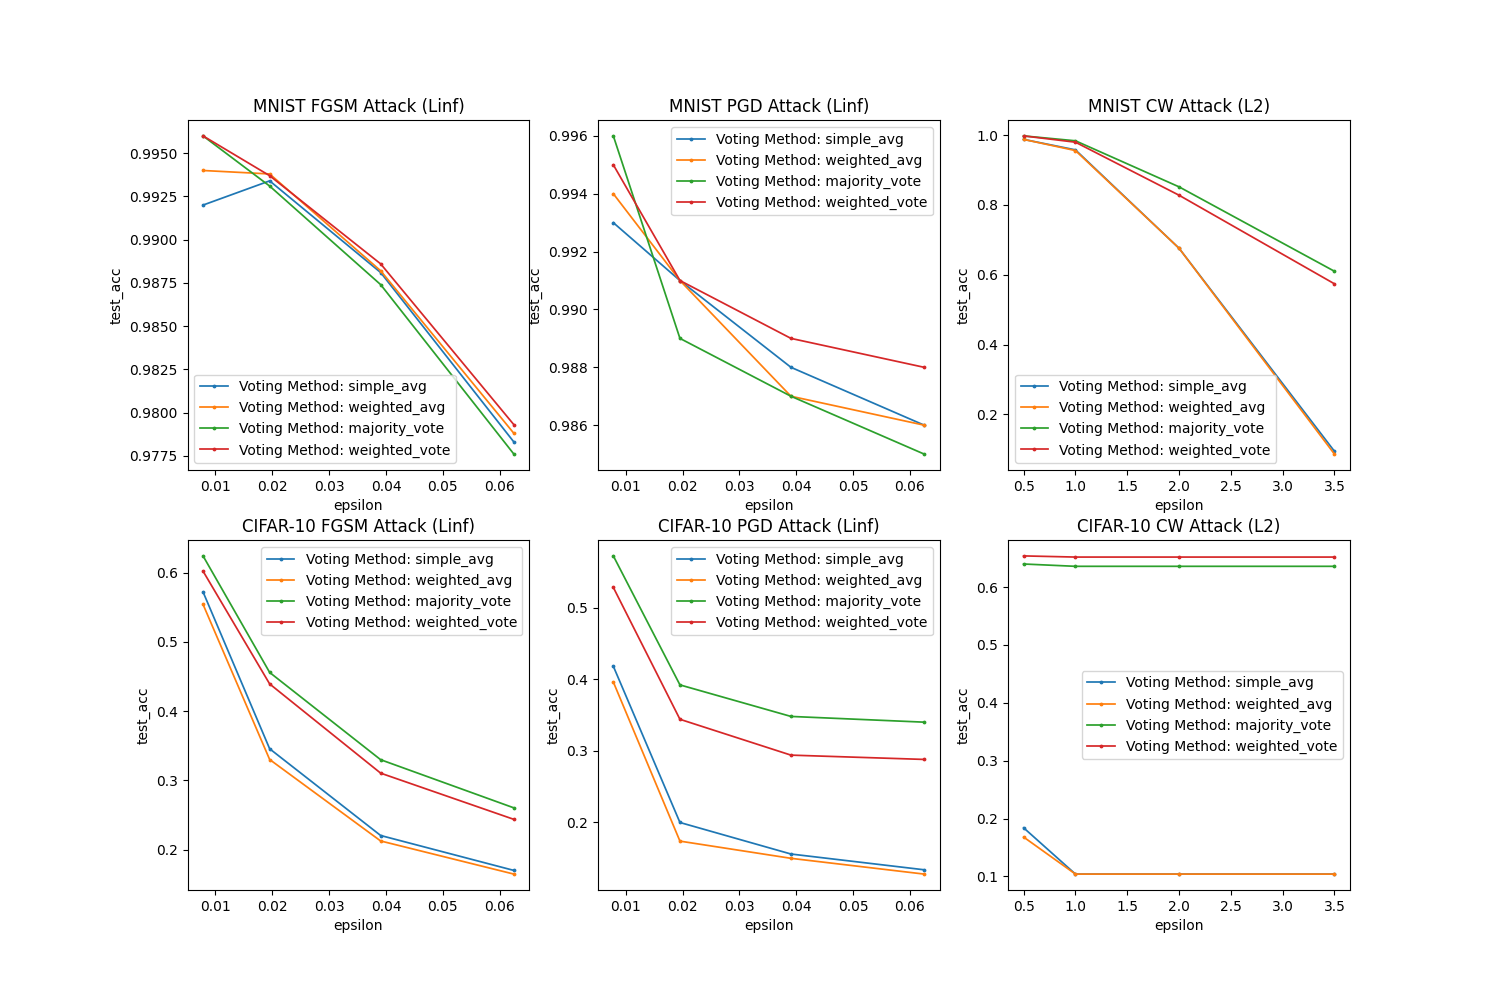 MNIST FGSM Attack (Linf)
test_acc
0.9950
0.9925
0.9900
0.9875
0.9850
0.9825
0.9800
0.9775
Voting Method: simple_avg
Voting Method: weighted_avg
Voting Method: majority_vote
Voting Method: weighted_vote
0.01 0.02 0.03 0.04 0.05 0.06
epsilon
MNIST PGD Attack (Linf)
test_acc
0.996
0.994
0.992
0.990
0.988
0.986
Voting Method: simple_avg
Voting Method: weighted_avg
Voting Method: majority_vote
Voting Method: weighted_vote
0.01 0.02 0.03 0.04 0.05 0.06
epsilon
MNIST CW Attack (L2)
test_acc
1.0
0.8
0.6
0.4
0.2
Voting Method: simple_avg
Voting Method: weighted_avg
Voting Method: majority_vote
Voting Method: weighted_vote
0.5 1.0 1.5 2.0 2.5 3.0 3.5
epsilon
CIFAR-10 FGSM Attack (Linf)
test_acc
0.6
0.5
0.4
0.3
0.2
Voting Method: simple_avg
Voting Method: weighted_avg
Voting Method: majority_vote
Voting Method: weighted_vote
0.01 0.02 0.03 0.04 0.05 0.06
epsilon
CIFAR-10 PGD Attack (Linf)
test_acc
0.5
0.4
0.3
0.2
Voting Method: simple_avg
Voting Method: weighted_avg
Voting Method: majority_vote
Voting Method: weighted_vote
0.01 0.02 0.03 0.04 0.05 0.06
epsilon
CIFAR-10 CW Attack (L2)
test_acc
0.6
0.5
0.4
0.3
0.2
0.1
Voting Method: simple_avg
Voting Method: weighted_avg
Voting Method: majority_vote
Voting Method: weighted_vote
0.5 1.0 1.5 2.0 2.5 3.0 3.5
epsilon